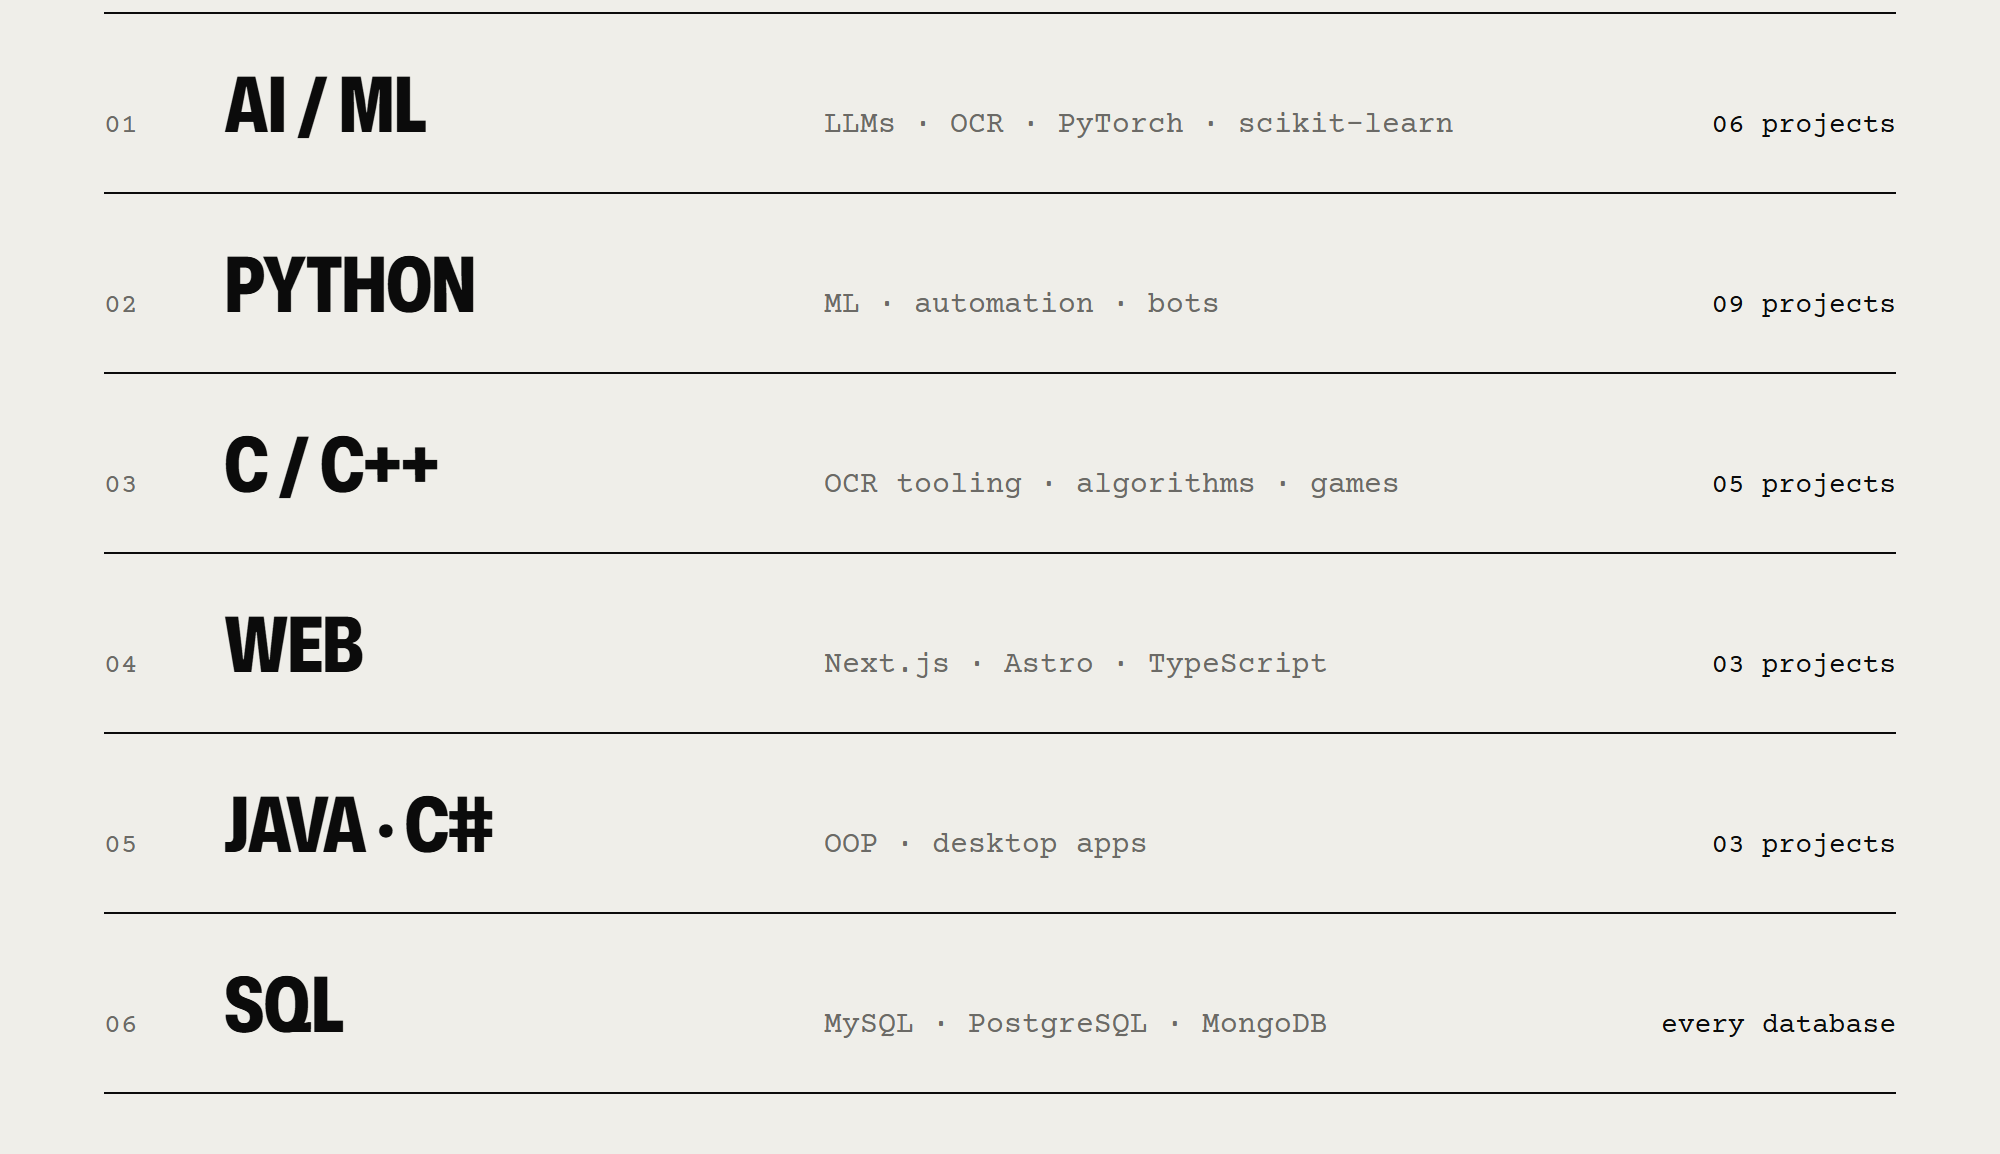 01 AI / ML LLMs · OCR · PyTorch · scikit-learn 06 projects
02 PYTHON ML · automation · bots 09 projects
03 C / C++ OCR tooling · algorithms · games 05 projects
04 WEB Next.js · Astro · TypeScript 03 projects
05 JAVA · C# OOP · desktop apps 03 projects
06 SQL MySQL · PostgreSQL · MongoDB every database